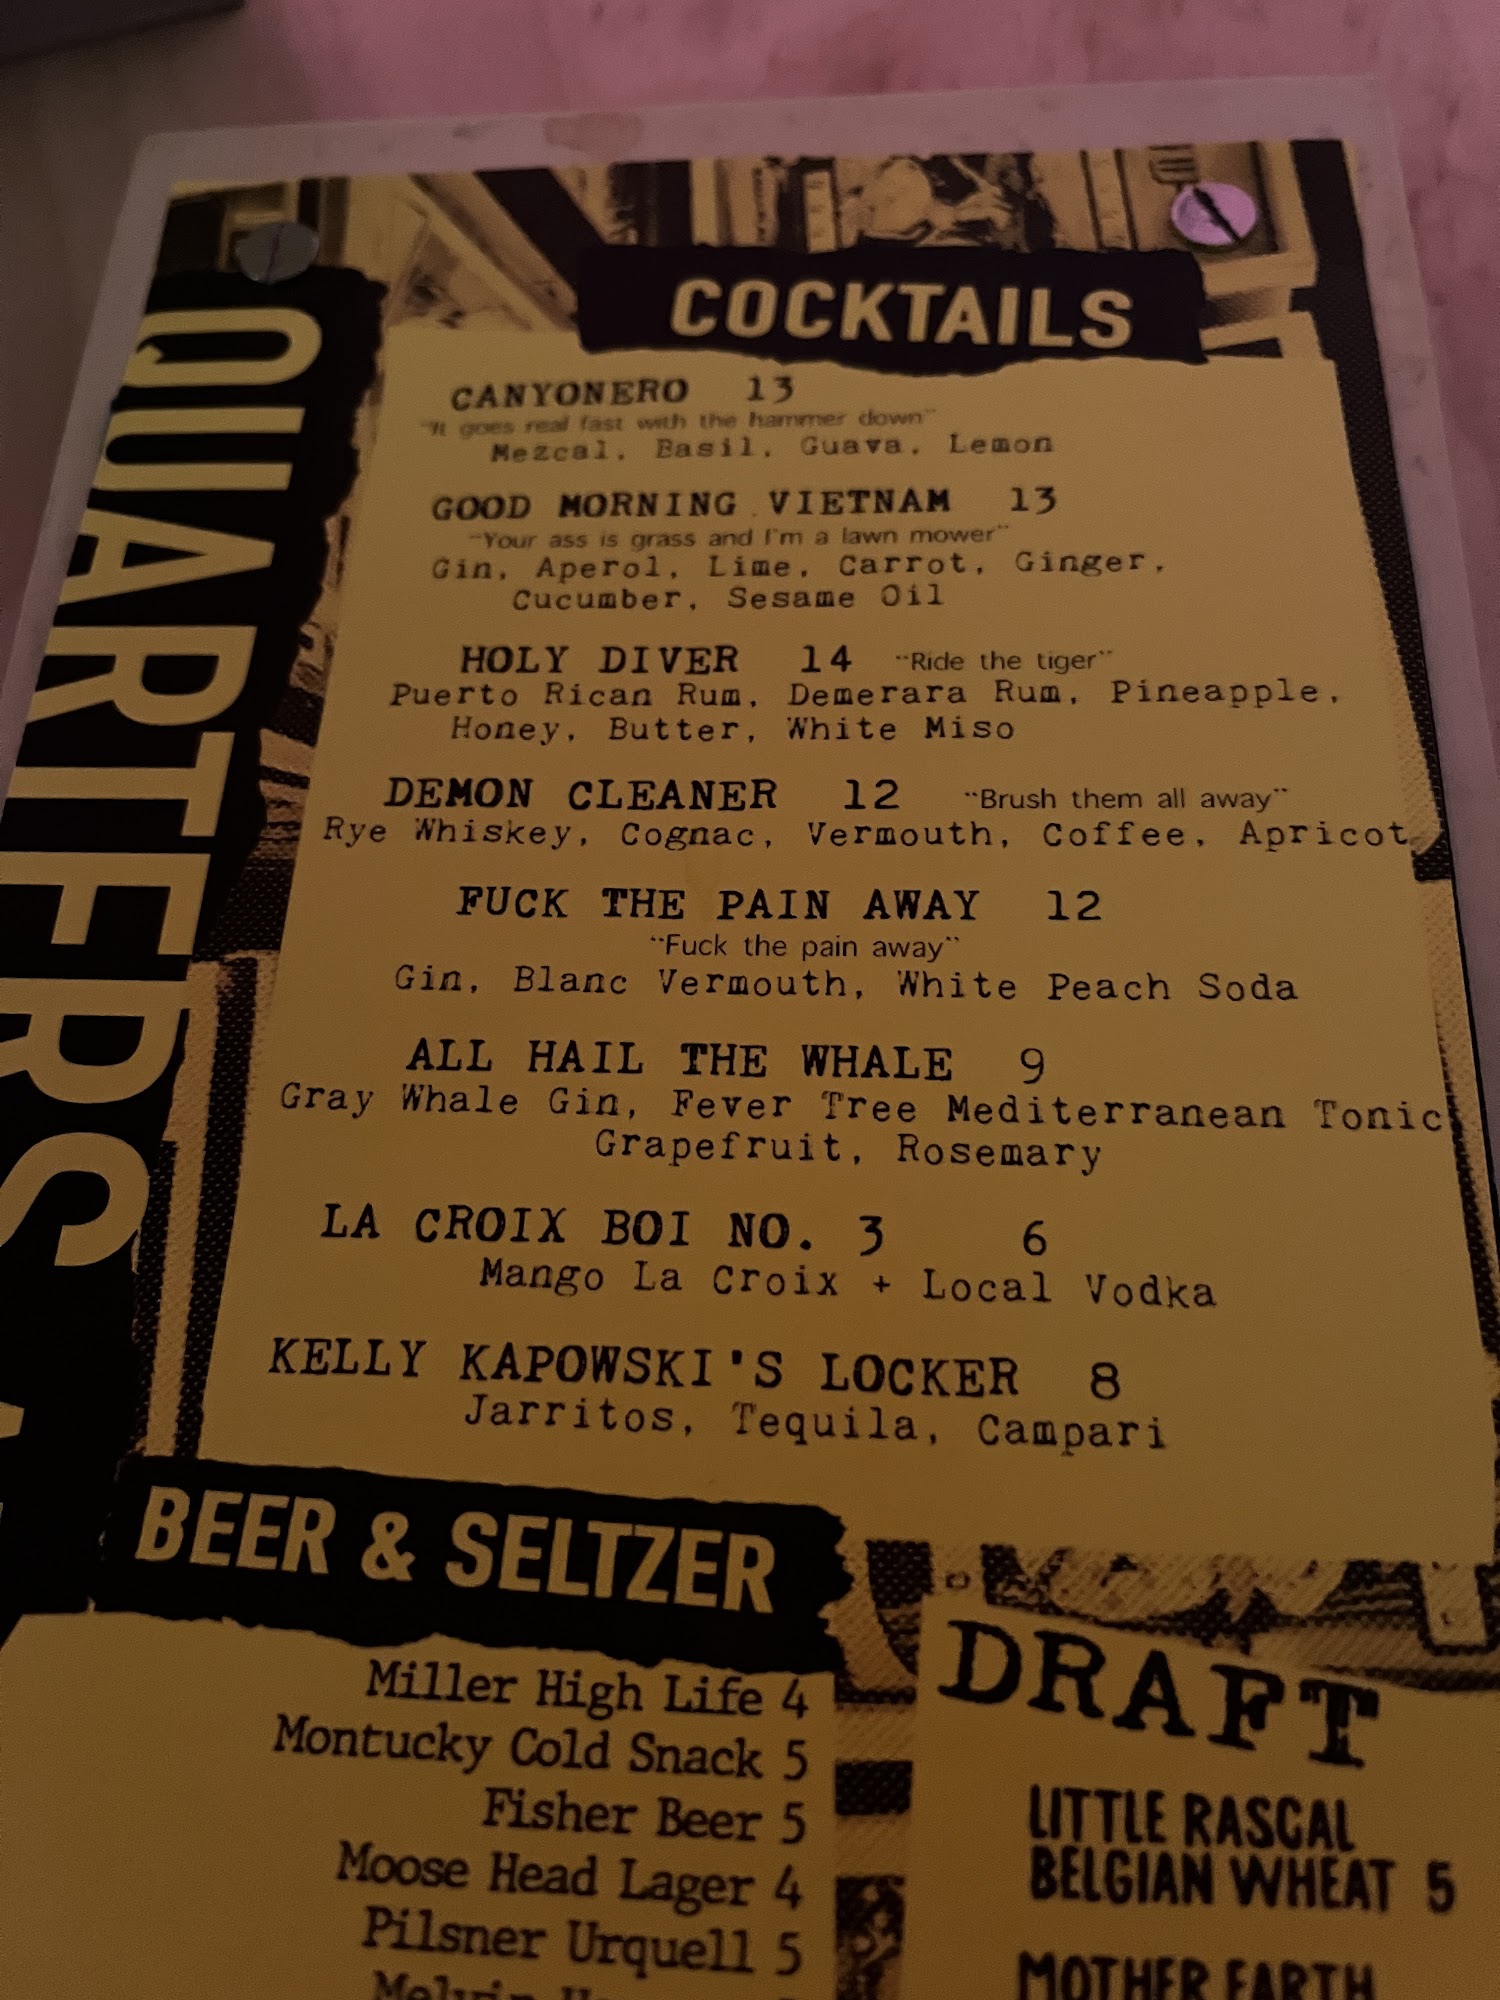 QUARTERS
COCKTAILS
CANYONERO 13
"It goes real fast with the hammer down"
Mezcal, Basil, Guava, Lemon
GOOD MORNING VIETNAM 13
"Your ass is grass and I'm a lawn mower"
Gin, Aperol, Lime, Carrot, Ginger,
Cucumber, Sesame Oil
HOLY DIVER 14 "Ride the tiger"
Puerto Rican Rum, Demerara Rum, Pineapple,
Honey, Butter, White Miso
DEMON CLEANER 12 "Brush them all away"
Rye Whiskey, Cognac, Vermouth, Coffee, Apricot
FUCK THE PAIN AWAY 12
"Fuck the pain away"
Gin, Blanc Vermouth, White Peach Soda
ALL HAIL THE WHALE 9
Gray Whale Gin, Fever Tree Mediterranean Tonic
Grapefruit, Rosemary
LA CROIX BOI NO. 3 6
Mango La Croix + Local Vodka
KELLY KAPOWSKI'S LOCKER 8
Jarritos, Tequila, Campari
BEER & SELTZER
Miller High Life 4
Montucky Cold Snack 5
Fisher Beer 5
Moose Head Lager 4
Pilsner Urquell 5
DRAFT
LITTLE RASCAL
BELGIAN WHEAT 5
MOTHER EARTH